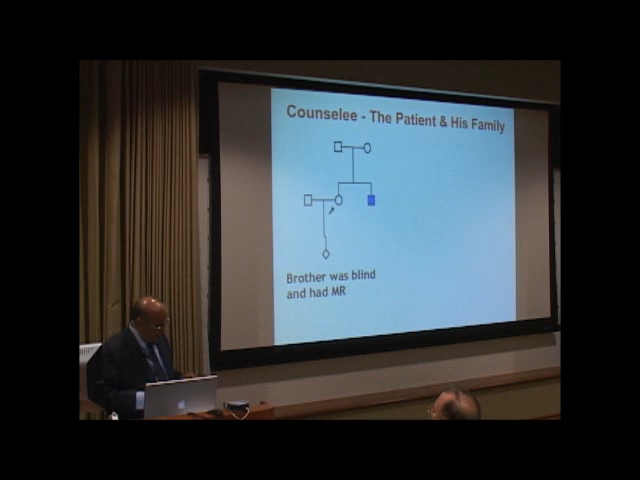 Counselee - The Patient & His Family
Brother was blind
and had MR